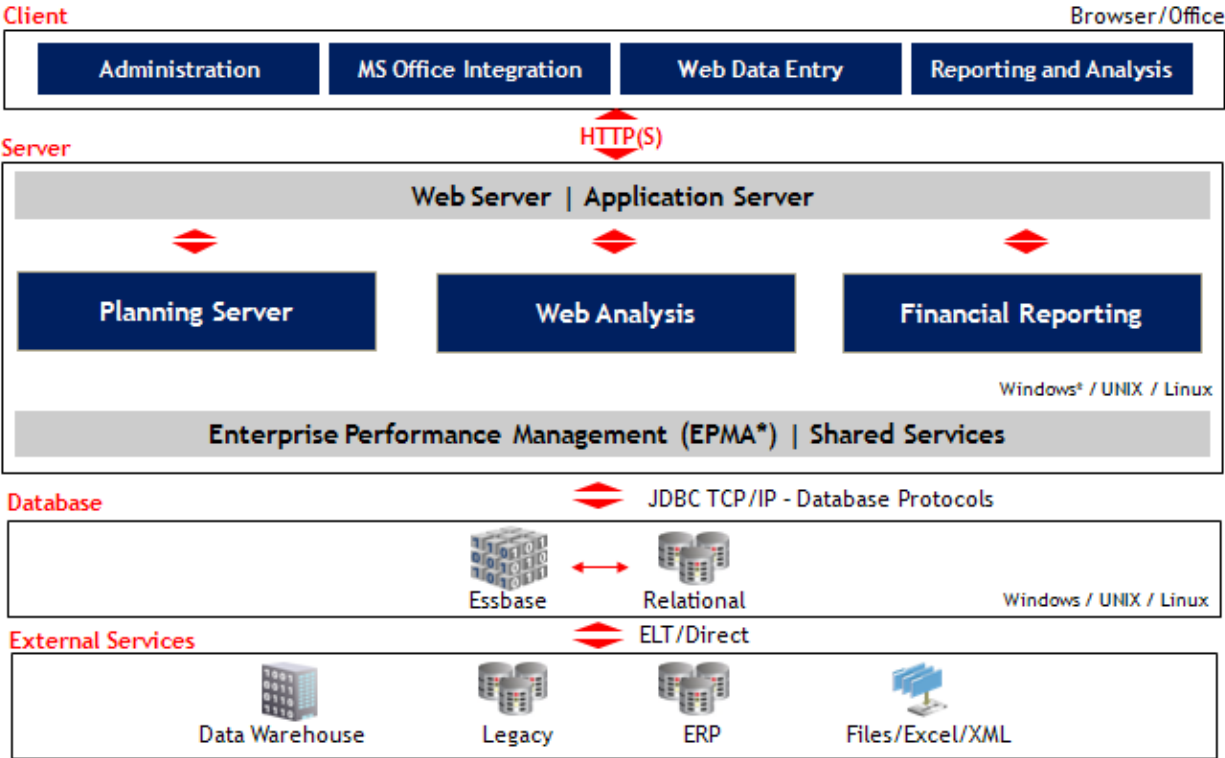 Client
Browser/Office
Administration
MS Office Integration
Web Data Entry
Reporting and Analysis
HTTP(S)
Server
Web Server | Application Server
Planning Server
Web Analysis
Financial Reporting
Windows* / UNIX / Linux
Enterprise Performance Management (EPMA*) | Shared Services
JDBC TCP/IP - Database Protocols
Database
Essbase
Relational
Windows / UNIX / Linux
ELT/Direct
External Services
Data Warehouse
Legacy
ERP
Files/Excel/XML